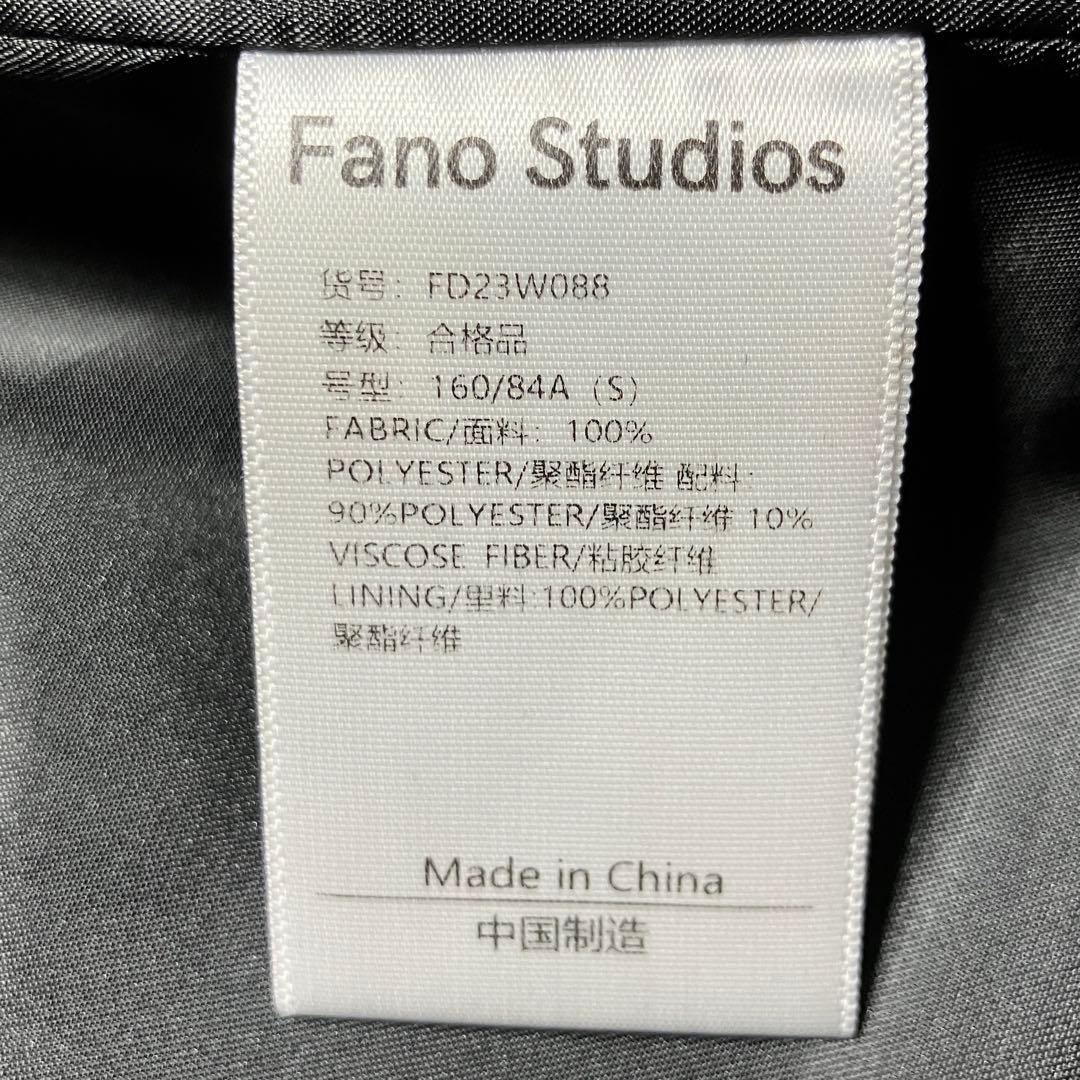 Fano Studios
货号: FD23W088
等级: 合格品
号型: 160/84A (S)
FABRIC/面料: 100%
POLYESTER/聚酯纤维 配料:
90%POLYESTER/聚酯纤维 10%
VISCOSE FIBER/粘胶纤维
LINING/里料:100%POLYESTER/
聚酯纤维
Made in China
中国制造